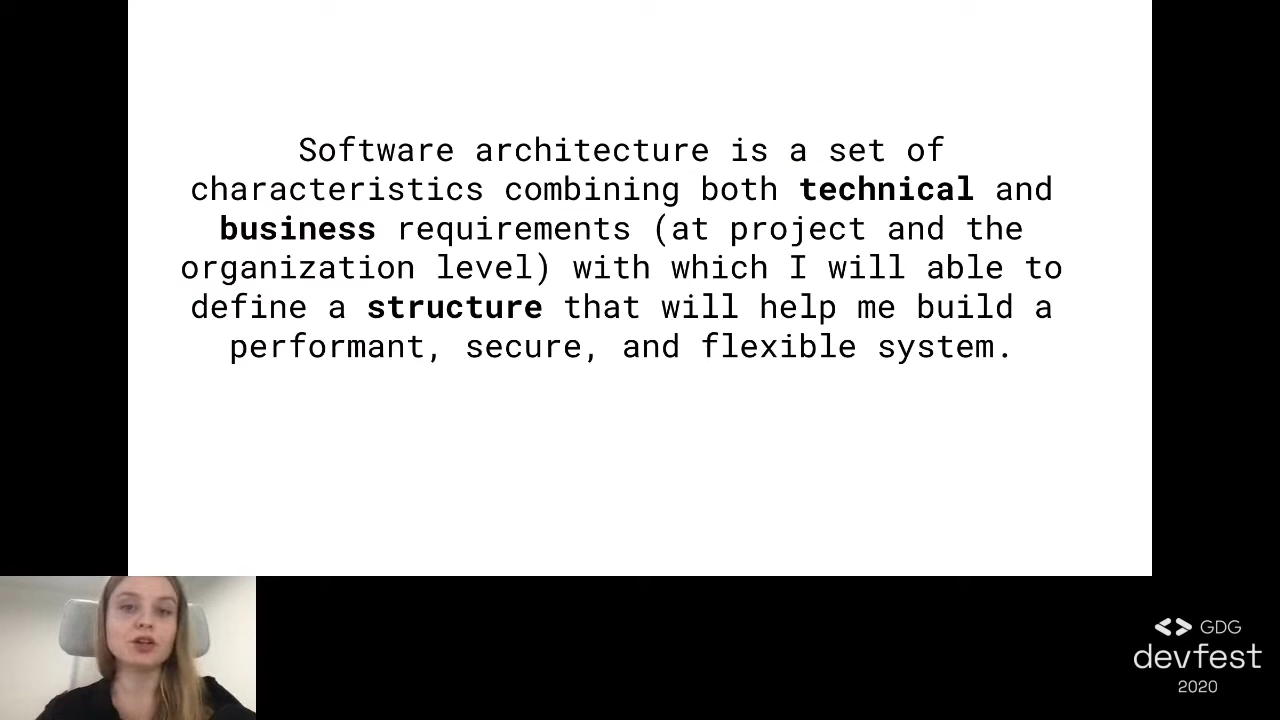 Software architecture is a set of
characteristics combining both technical and
business requirements (at project and the
organization level) with which I will able to
define a structure that will help me build a
performant, secure, and flexible system.
GDG
devfest
2020